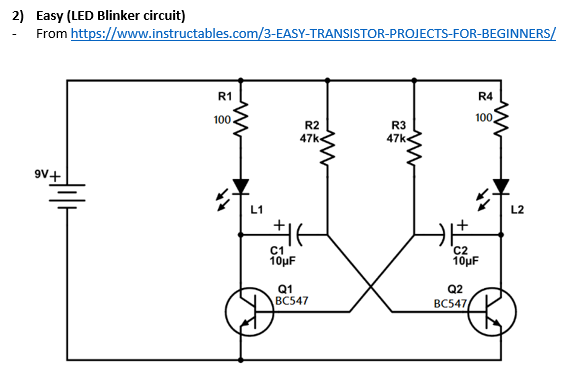 2) Easy (LED Blinker circuit)
- From https://www.instructables.com/3-EASY-TRANSISTOR-PROJECTS-FOR-BEGINNERS/
R1
100
R2
47k
R3
47k
R4
100
9V+
L1
L2
+
C1
10µF
+
C2
10µF
Q1
BC547
Q2
BC547